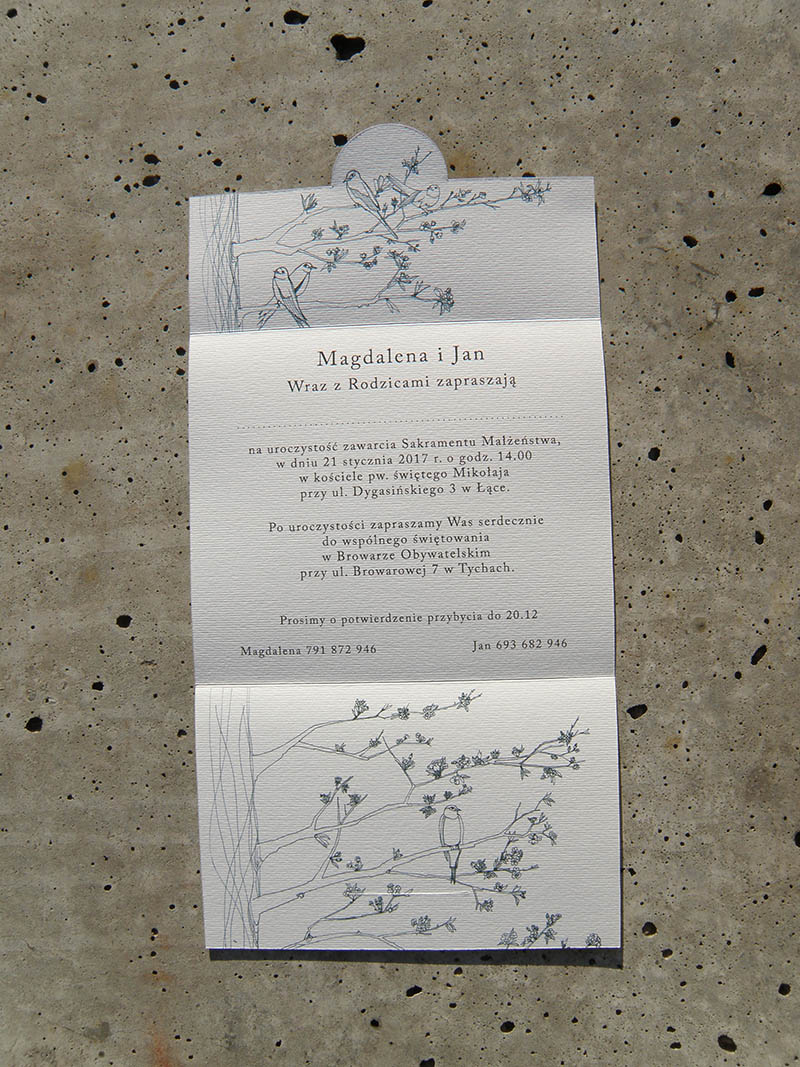 Magdalena i Jan
Wraz z Rodzicami zapraszają
na uroczystość zawarcia Sakramentu Małżeństwa,
w dniu 21 stycznia 2017 r. o godz. 14.00
w kościele pw. świętego Mikołaja
przy ul. Dygasińskiego 3 w Łące.
Po uroczystości zapraszamy Was serdecznie
do wspólnego świętowania
w Browarze Obywatelskim
przy ul. Browarowej 7 w Tychach.
Prosimy o potwierdzenie przybycia do 20.12
Magdalena 791 872 946 Jan 693 682 946